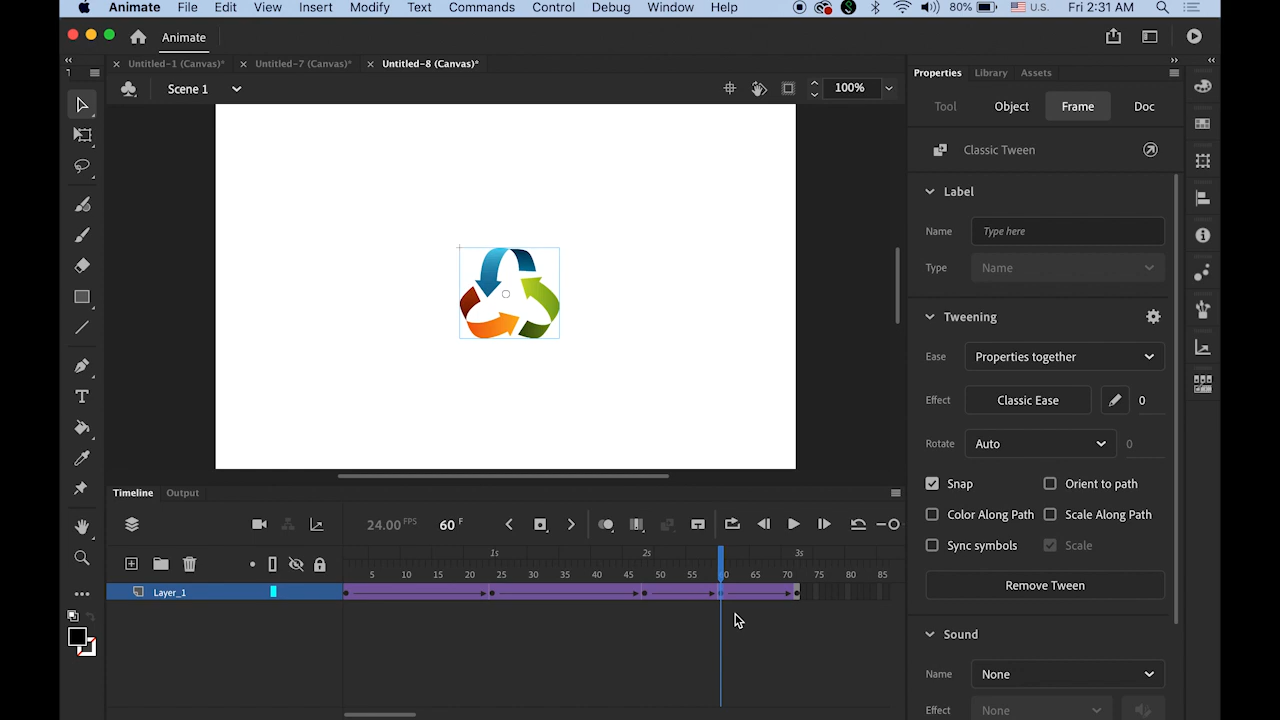 Animate File Edit View Insert Modify Text Commands Control Debug Window Help 80% U.S. Fri 2:31 AM
Animate
Untitled-1 (Canvas)* Untitled-7 (Canvas)* Untitled-8 (Canvas)*
Scene 1 100%
Properties Library Assets
Tool Object Frame Doc
Classic Tween
Label
Name Type here
Type Name
Tweening
Ease Properties together
Effect Classic Ease 0
Rotate Auto 0
Snap Orient to path
Color Along Path Scale Along Path
Sync symbols Scale
Remove Tween
Sound
Name None
Effect None
Timeline Output
24.00 FPS 60 F
1s 2s 3s
5 10 15 20 25 30 35 40 45 50 55 60 65 70 75 80 85
Layer_1